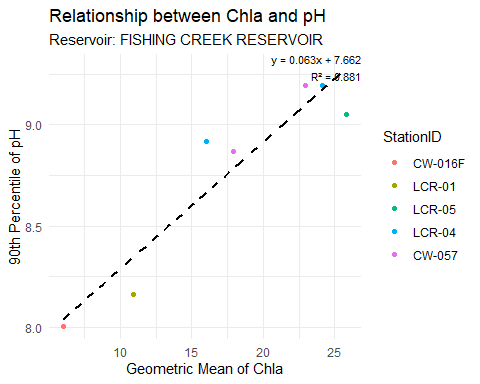 Relationship between Chla and pH
Reservoir: FISHING CREEK RESERVOIR
y = 0.063x + 7.662
R² = 0.881
9.0
8.5
8.0
90th Percentile of pH
10 15 20 25
Geometric Mean of Chla
StationID
CW-016F
LCR-01
LCR-05
LCR-04
CW-057